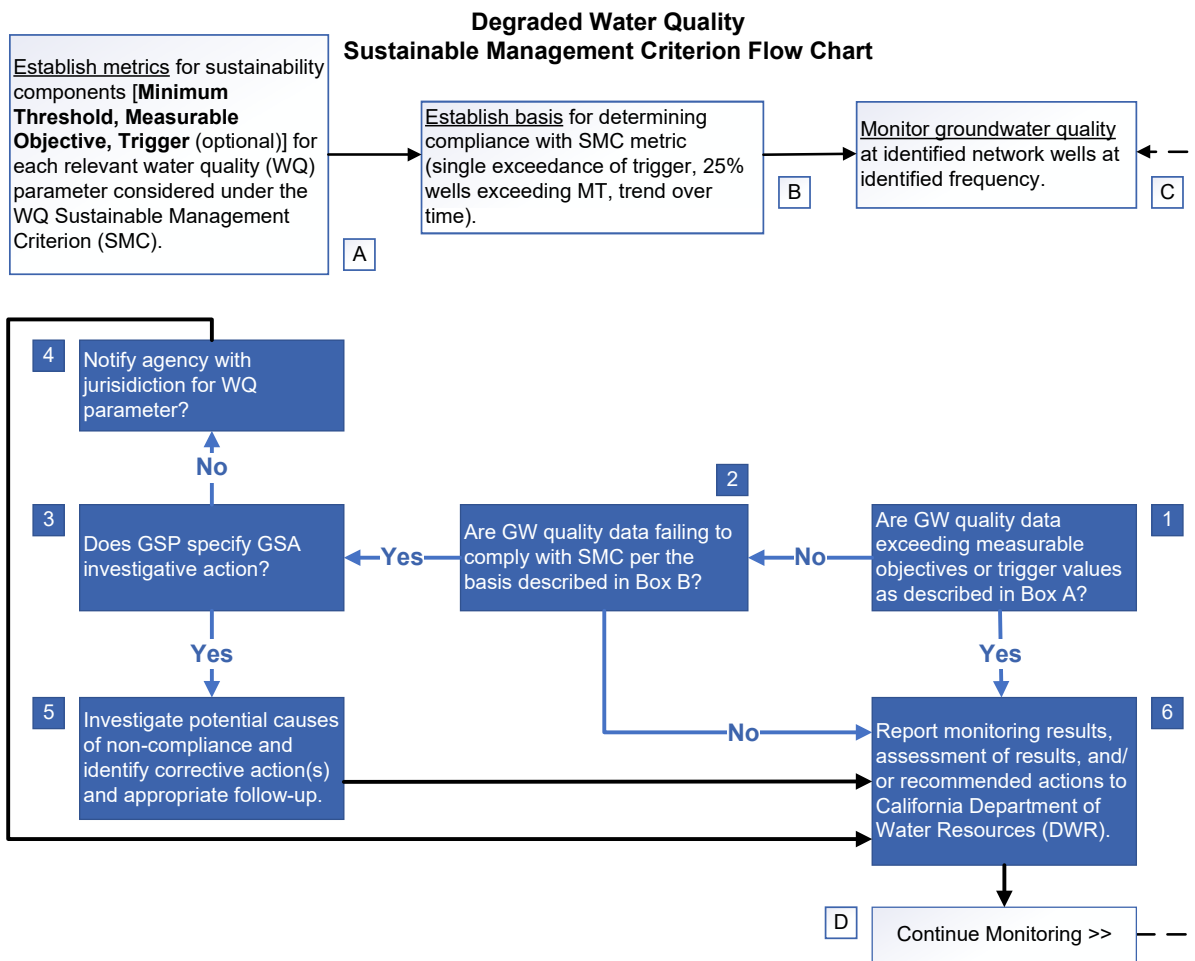 Degraded Water Quality
Sustainable Management Criterion Flow Chart
Establish metrics for sustainability
components [Minimum
Threshold, Measurable
Objective, Trigger (optional)] for
each relevant water quality (WQ)
parameter considered under the
WQ Sustainable Management
Criterion (SMC).
A
Establish basis for determining
compliance with SMC metric
(single exceedance of trigger, 25%
wells exceeding MT, trend over
time).
B
Monitor groundwater quality
at identified network wells at
identified frequency.
C
4
Notify agency with
jurisidiction for WQ
parameter?
No
3
Does GSP specify GSA
investigative action?
Yes
2
Are GW quality data failing to
comply with SMC per the
basis described in Box B?
No
1
Are GW quality data
exceeding measurable
objectives or trigger values
as described in Box A?
Yes
Yes
5
Investigate potential causes
of non-compliance and
identify corrective action(s)
and appropriate follow-up.
No
6
Report monitoring results,
assessment of results, and/
or recommended actions to
California Department of
Water Resources (DWR).
D
Continue Monitoring >>